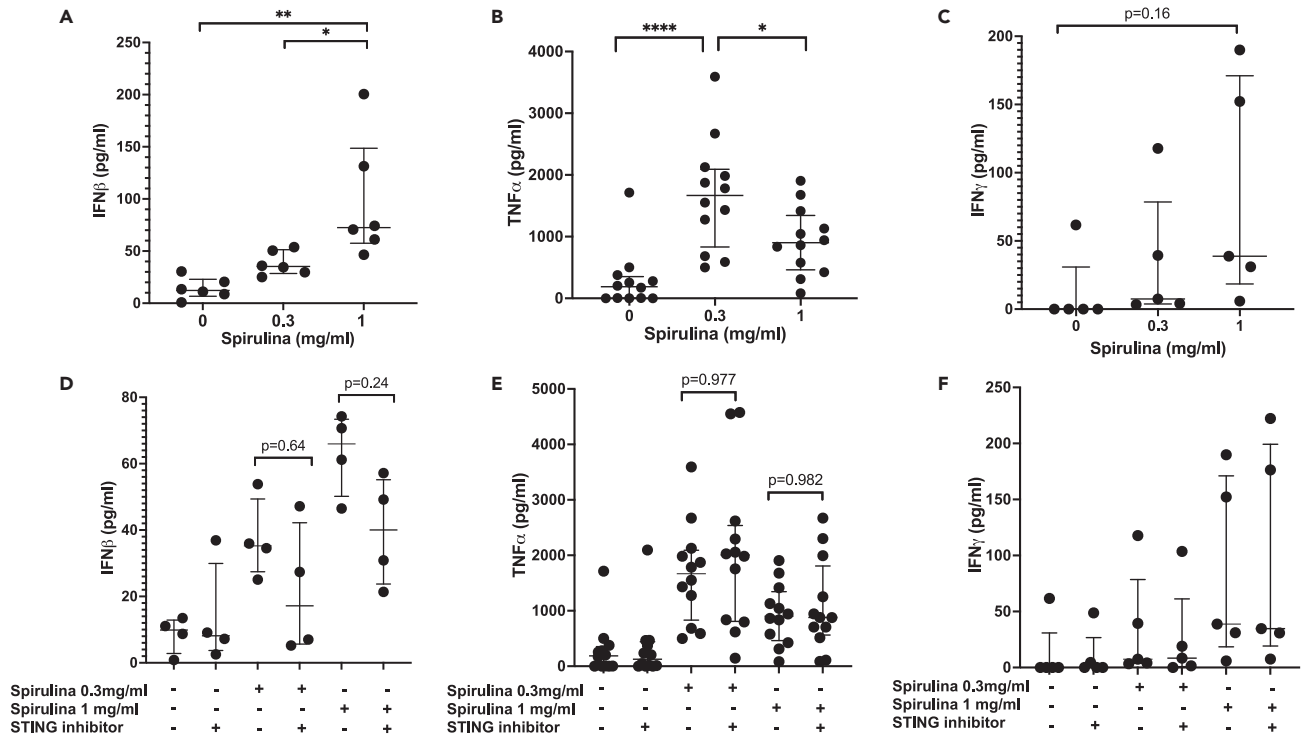 A
**
*
250
200
150
100
50
0
IFNβ (pg/ml)
0 0.3 1
Spirulina (mg/ml)
B
**** *
4000
3000
2000
1000
0
TNFα (pg/ml)
0 0.3 1
Spirulina (mg/ml)
C
p=0.16
200
150
100
50
0
IFNγ (pg/ml)
0 0.3 1
Spirulina (mg/ml)
D
p=0.24
p=0.64
80
60
40
20
0
IFNβ (pg/ml)
E
p=0.977
p=0.982
5000
4000
3000
2000
1000
0
TNFα (pg/ml)
F
250
200
150
100
50
0
IFNγ (pg/ml)
Spirulina 0.3mg/ml - - + + - -
Spirulina 1 mg/ml - - - - + +
STING inhibitor - + - + - +
Spirulina 0.3mg/ml - - + + - -
Spirulina 1 mg/ml - - - - + +
STING inhibitor - + - + - +
Spirulina 0.3mg/ml - - + + - -
Spirulina 1 mg/ml - - - - + +
STING inhibitor - + - + - +